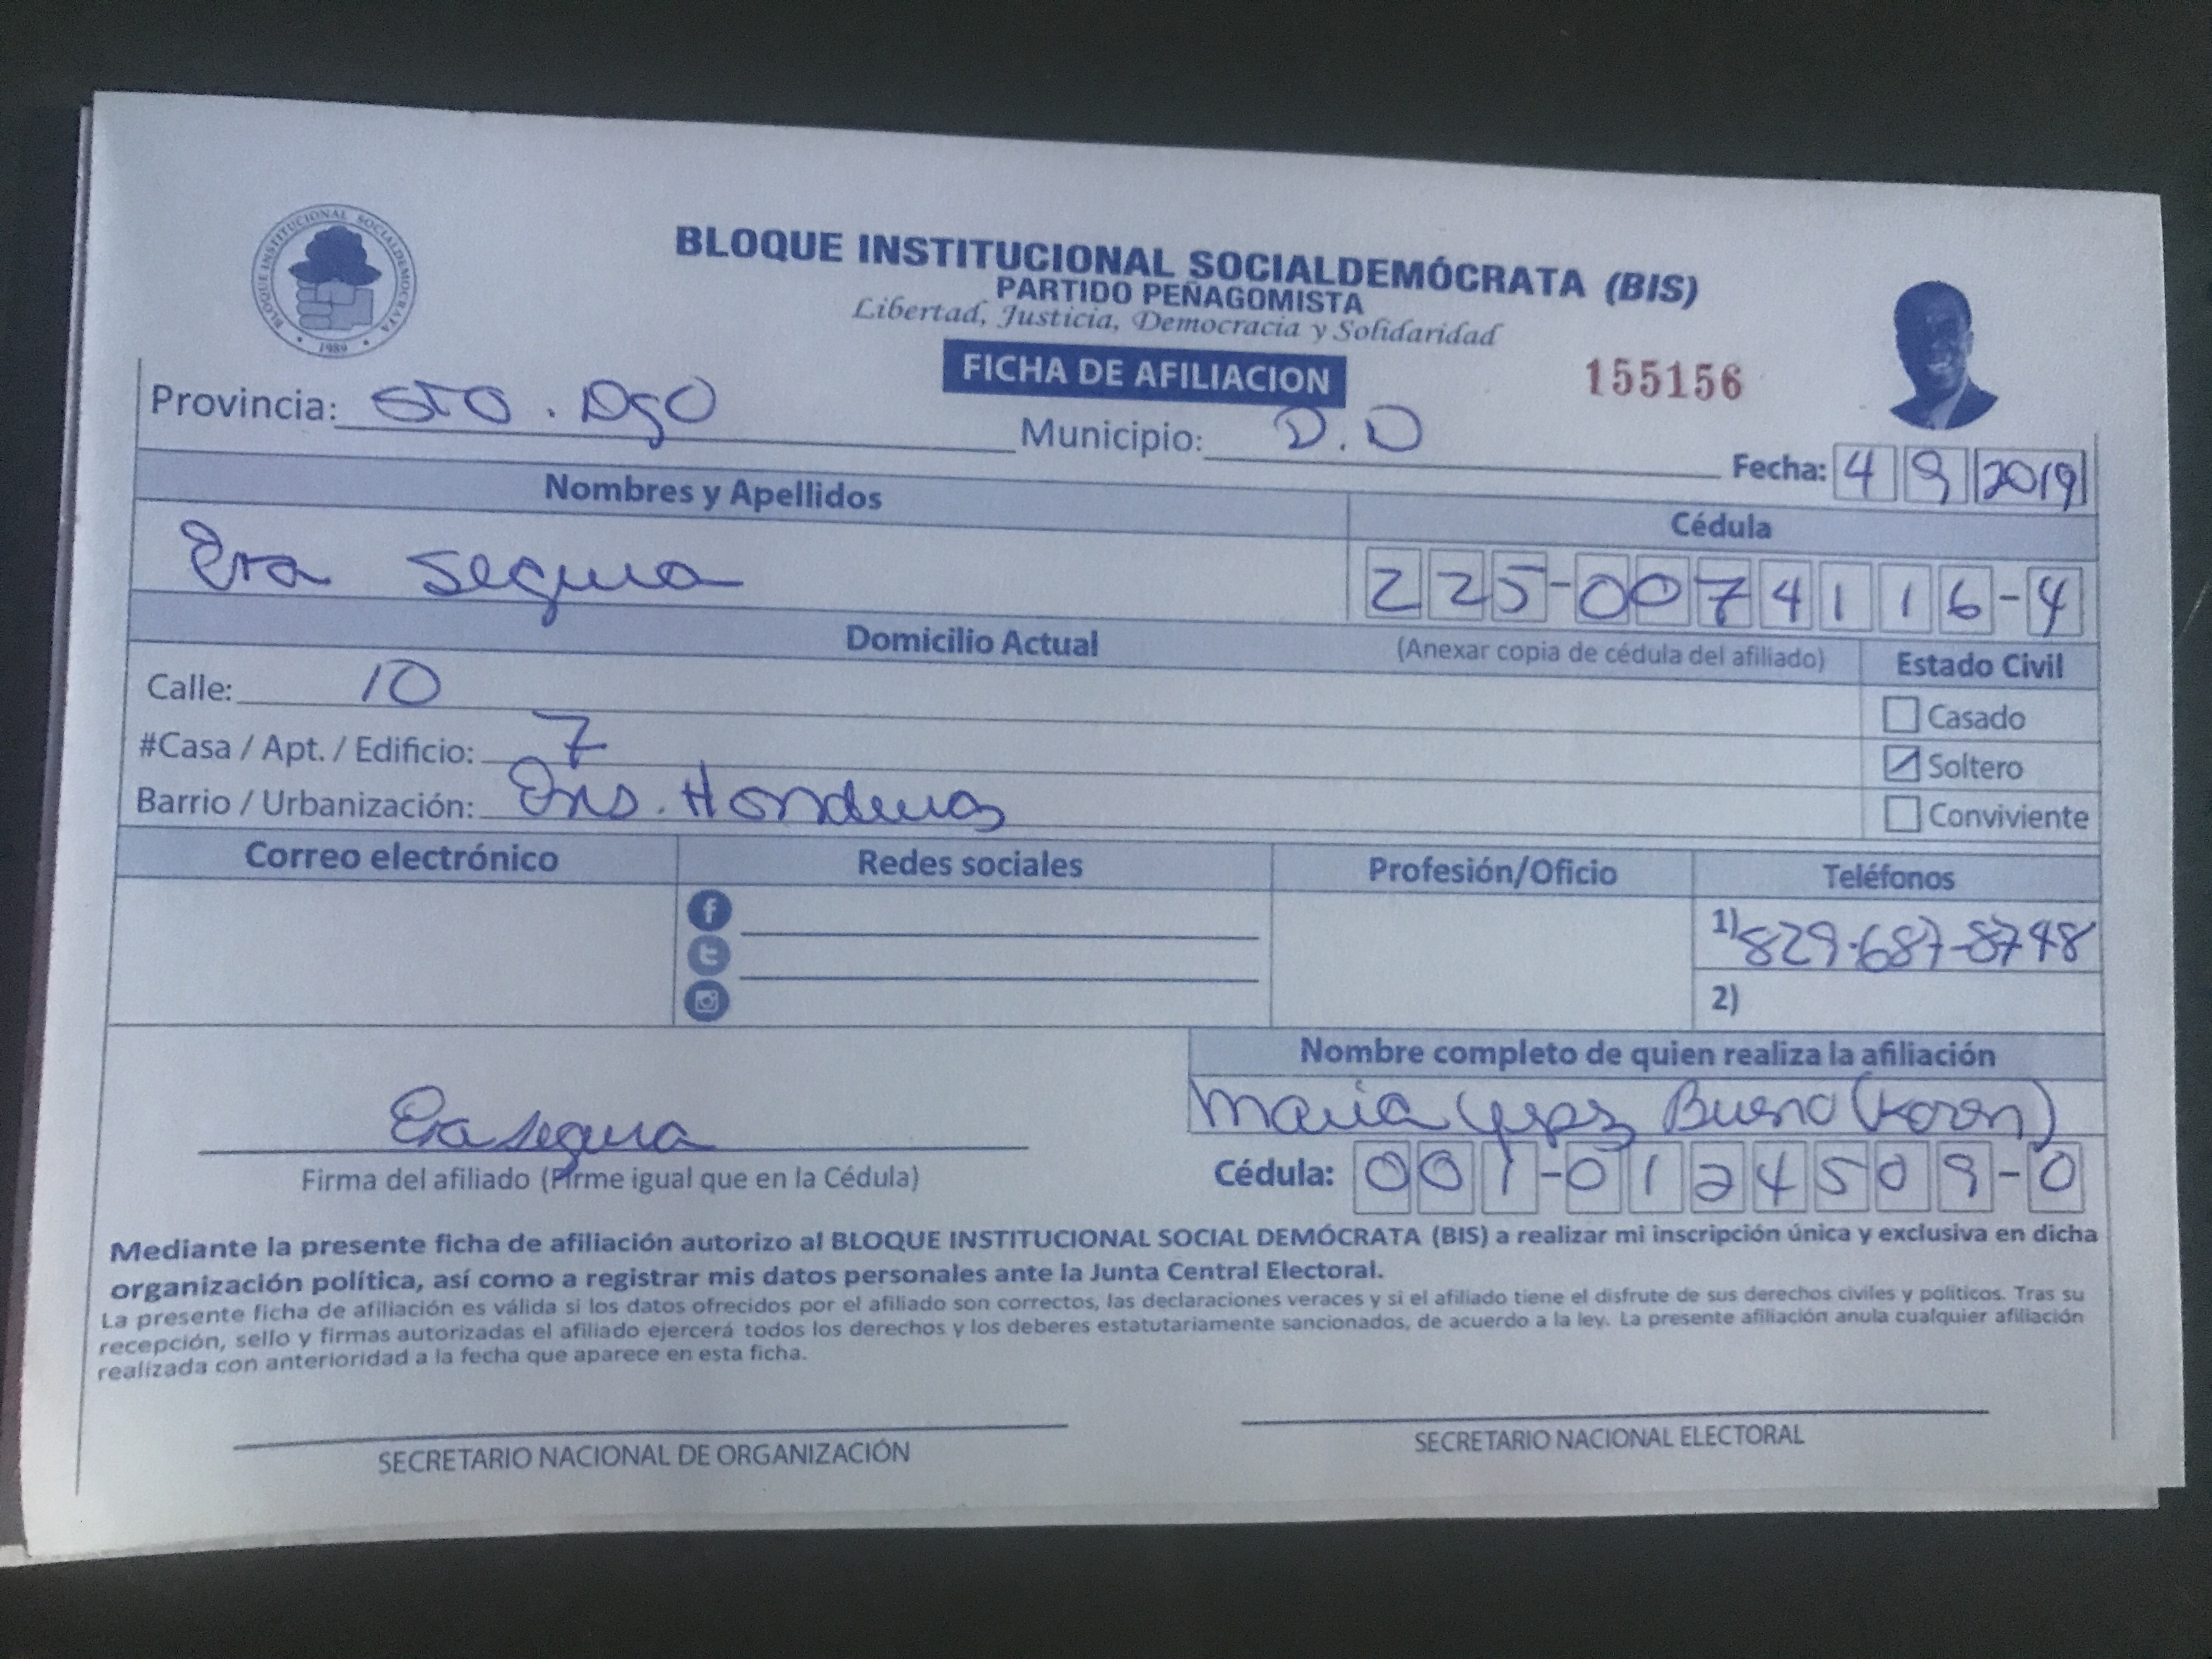 BLOQUE INSTITUCIONAL SOCIALDEMOCRATA
1989
BLOQUE INSTITUCIONAL SOCIALDEMÓCRATA (BIS)
PARTIDO PEÑAGOMISTA
Libertad, Justicia, Democracia y Solidaridad
FICHA DE AFILIACION
155156
Provincia: STO. Dgo
Municipio: D.D
Fecha: 4 9 2019
Nombres y Apellidos
Cédula
Era Segura
225-0074116-4
Domicilio Actual
(Anexar copia de cédula del afiliado)
Estado Civil
Calle: 10
Casado
#Casa / Apt. / Edificio: 7
Soltero
Barrio / Urbanización: Ens. Honduras
Conviviente
Correo electrónico
Redes sociales
Profesión/Oficio
Teléfonos
1) 829-687-8748
2)
Nombre completo de quien realiza la afiliación
Maria Bueno
Era Segura
Firma del afiliado (Firme igual que en la Cédula)
Cédula: 001-0124509-0
Mediante la presente ficha de afiliación autorizo al BLOQUE INSTITUCIONAL SOCIAL DEMÓCRATA (BIS) a realizar mi inscripción única y exclusiva en dicha
organización política, así como a registrar mis datos personales ante la Junta Central Electoral.
La presente ficha de afiliación es válida si los datos ofrecidos por el afiliado son correctos, las declaraciones veraces y si el afiliado tiene el disfrute de sus derechos civiles y políticos. Tras su
recepción, sello y firmas autorizadas el afiliado ejercerá todos los derechos y los deberes estatutariamente sancionados, de acuerdo a la ley. La presente afiliación anula cualquier afiliación
realizada con anterioridad a la fecha que aparece en esta ficha.
SECRETARIO NACIONAL DE ORGANIZACIÓN
SECRETARIO NACIONAL ELECTORAL